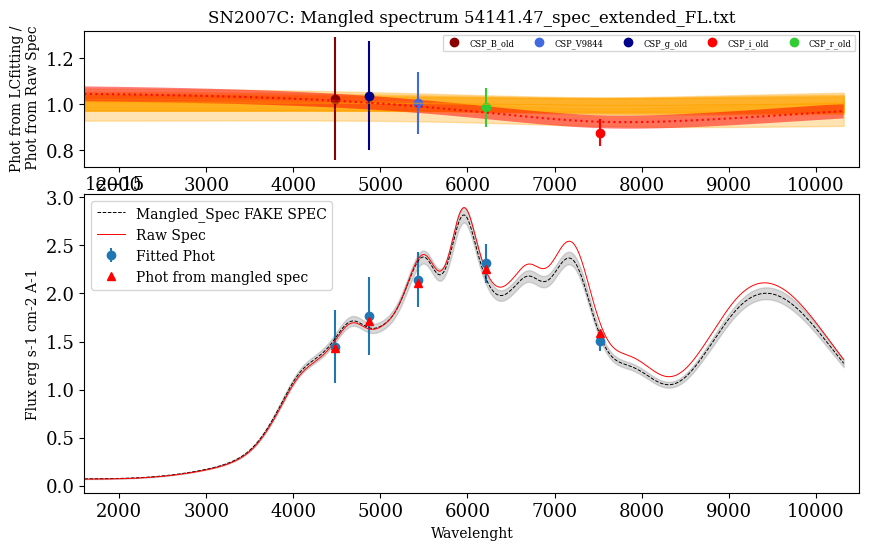 SN2007C: Mangled spectrum 54141.47_spec_extended_FL.txt
Phot from LCfitting /
Phot from Raw Spec
CSP_B_old CSP_V9844 CSP_g_old CSP_i_old CSP_r_old
1.2
1.0
0.8
2000 3000 4000 5000 6000 7000 8000 9000 10000
1e−15
Flux erg s-1 cm-2 A-1
3.0
2.5
2.0
1.5
1.0
0.5
0.0
Mangled_Spec FAKE SPEC
Raw Spec
Fitted Phot
Phot from mangled spec
2000 3000 4000 5000 6000 7000 8000 9000 10000
Wavelenght